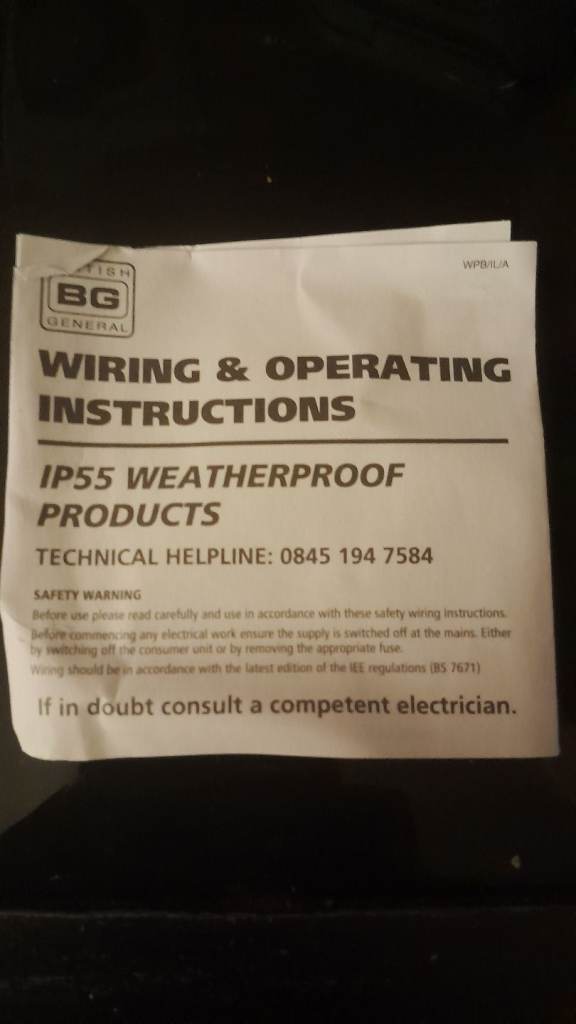 TISH
WPB/IL/A
BG
GENERAL
WIRING & OPERATING
INSTRUCTIONS
IP55 WEATHERPROOF
PRODUCTS
TECHNICAL HELPLINE: 0845 194 7584
SAFETY WARNING
Before use please read carefully and use in accordance with these safety wiring instructions.
Before commencing any electrical work ensure the supply is switched off at the mains. Either
by switching off the consumer unit or by removing the appropriate fuse.
Wiring should be in accordance with the latest edition of the IEE regulations (BS 7671)
If in doubt consult a competent electrician.